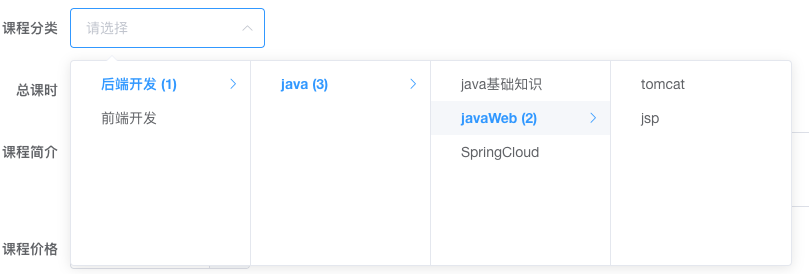 课程分类 请选择
总课时
课程简介
课程价格
后端开发 (1)
前端开发
java (3)
java基础知识
javaWeb (2)
SpringCloud
tomcat
jsp